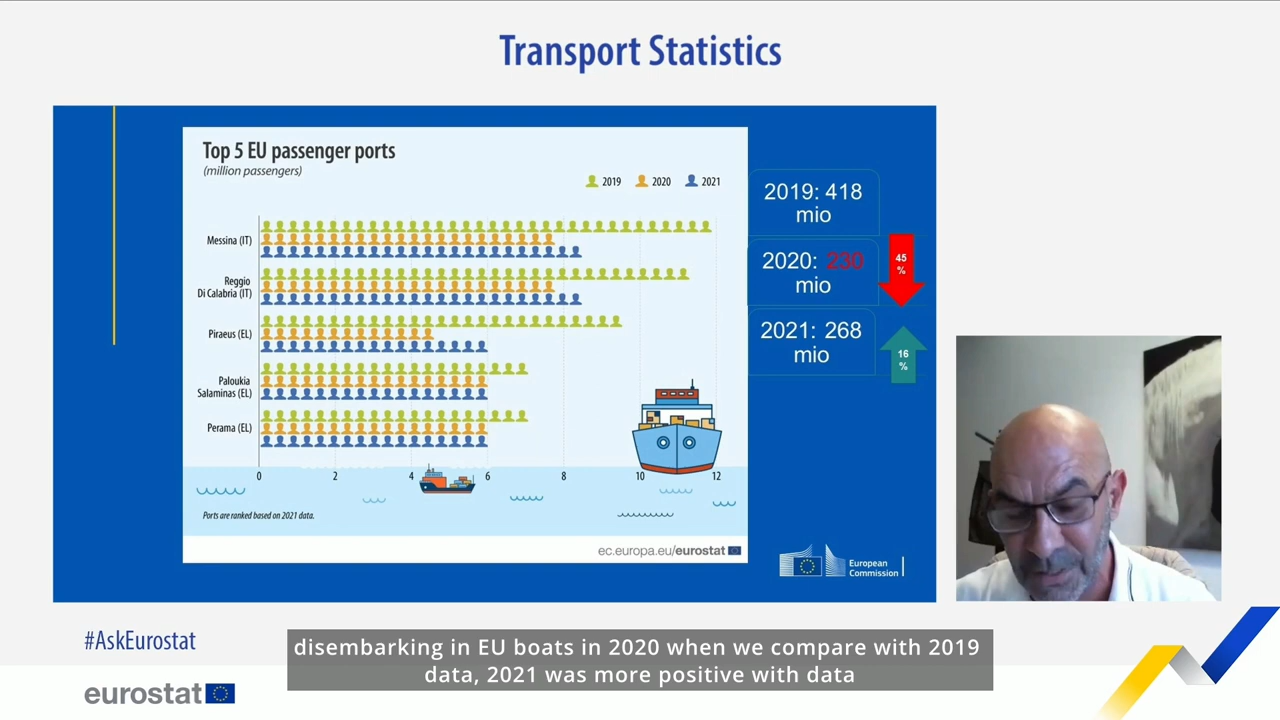 Transport Statistics
Top 5 EU passenger ports
(million passengers)
2019 2020 2021
Messina (IT)
Reggio
Di Calabria (IT)
Piraeus (EL)
Paloukia
Salaminas (EL)
Perama (EL)
0 2 4 6 8 10 12
Ports are ranked based on 2021 data.
ec.europa.eu/eurostat
2019: 418
mio
2020: 230
mio
45
%
2021: 268
mio
16
%
European
Commission
#AskEurostat
disembarking in EU boats in 2020 when we compare with 2019
data, 2021 was more positive with data
eurostat